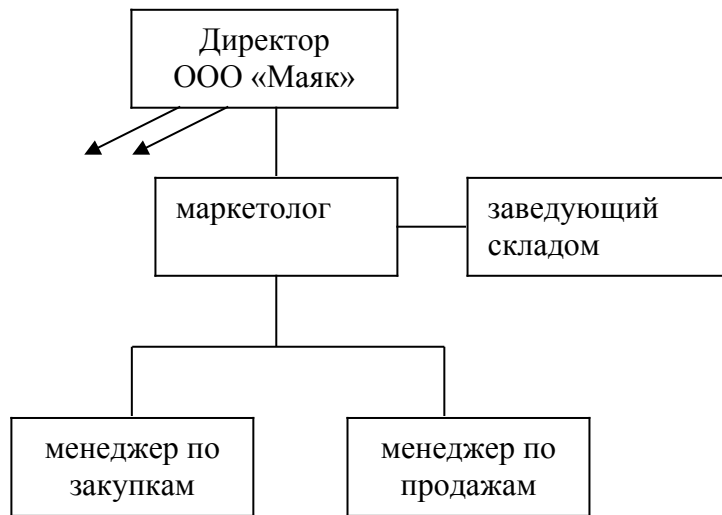 Директор
ООО «Маяк»
маркетолог
заведующий
складом
менеджер по
закупкам
менеджер по
продажам